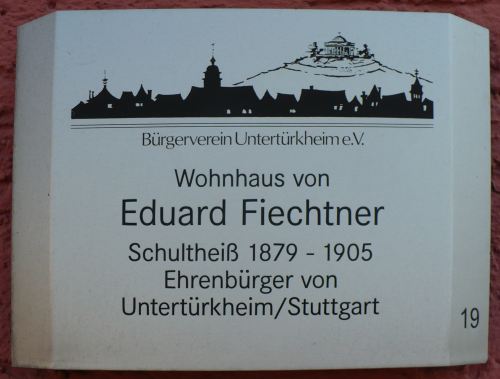 Bürgerverein Untertürkheim e.V.
Wohnhaus von
Eduard Fiechtner
Schultheiß 1879 - 1905
Ehrenbürger von
Untertürkheim/Stuttgart
19